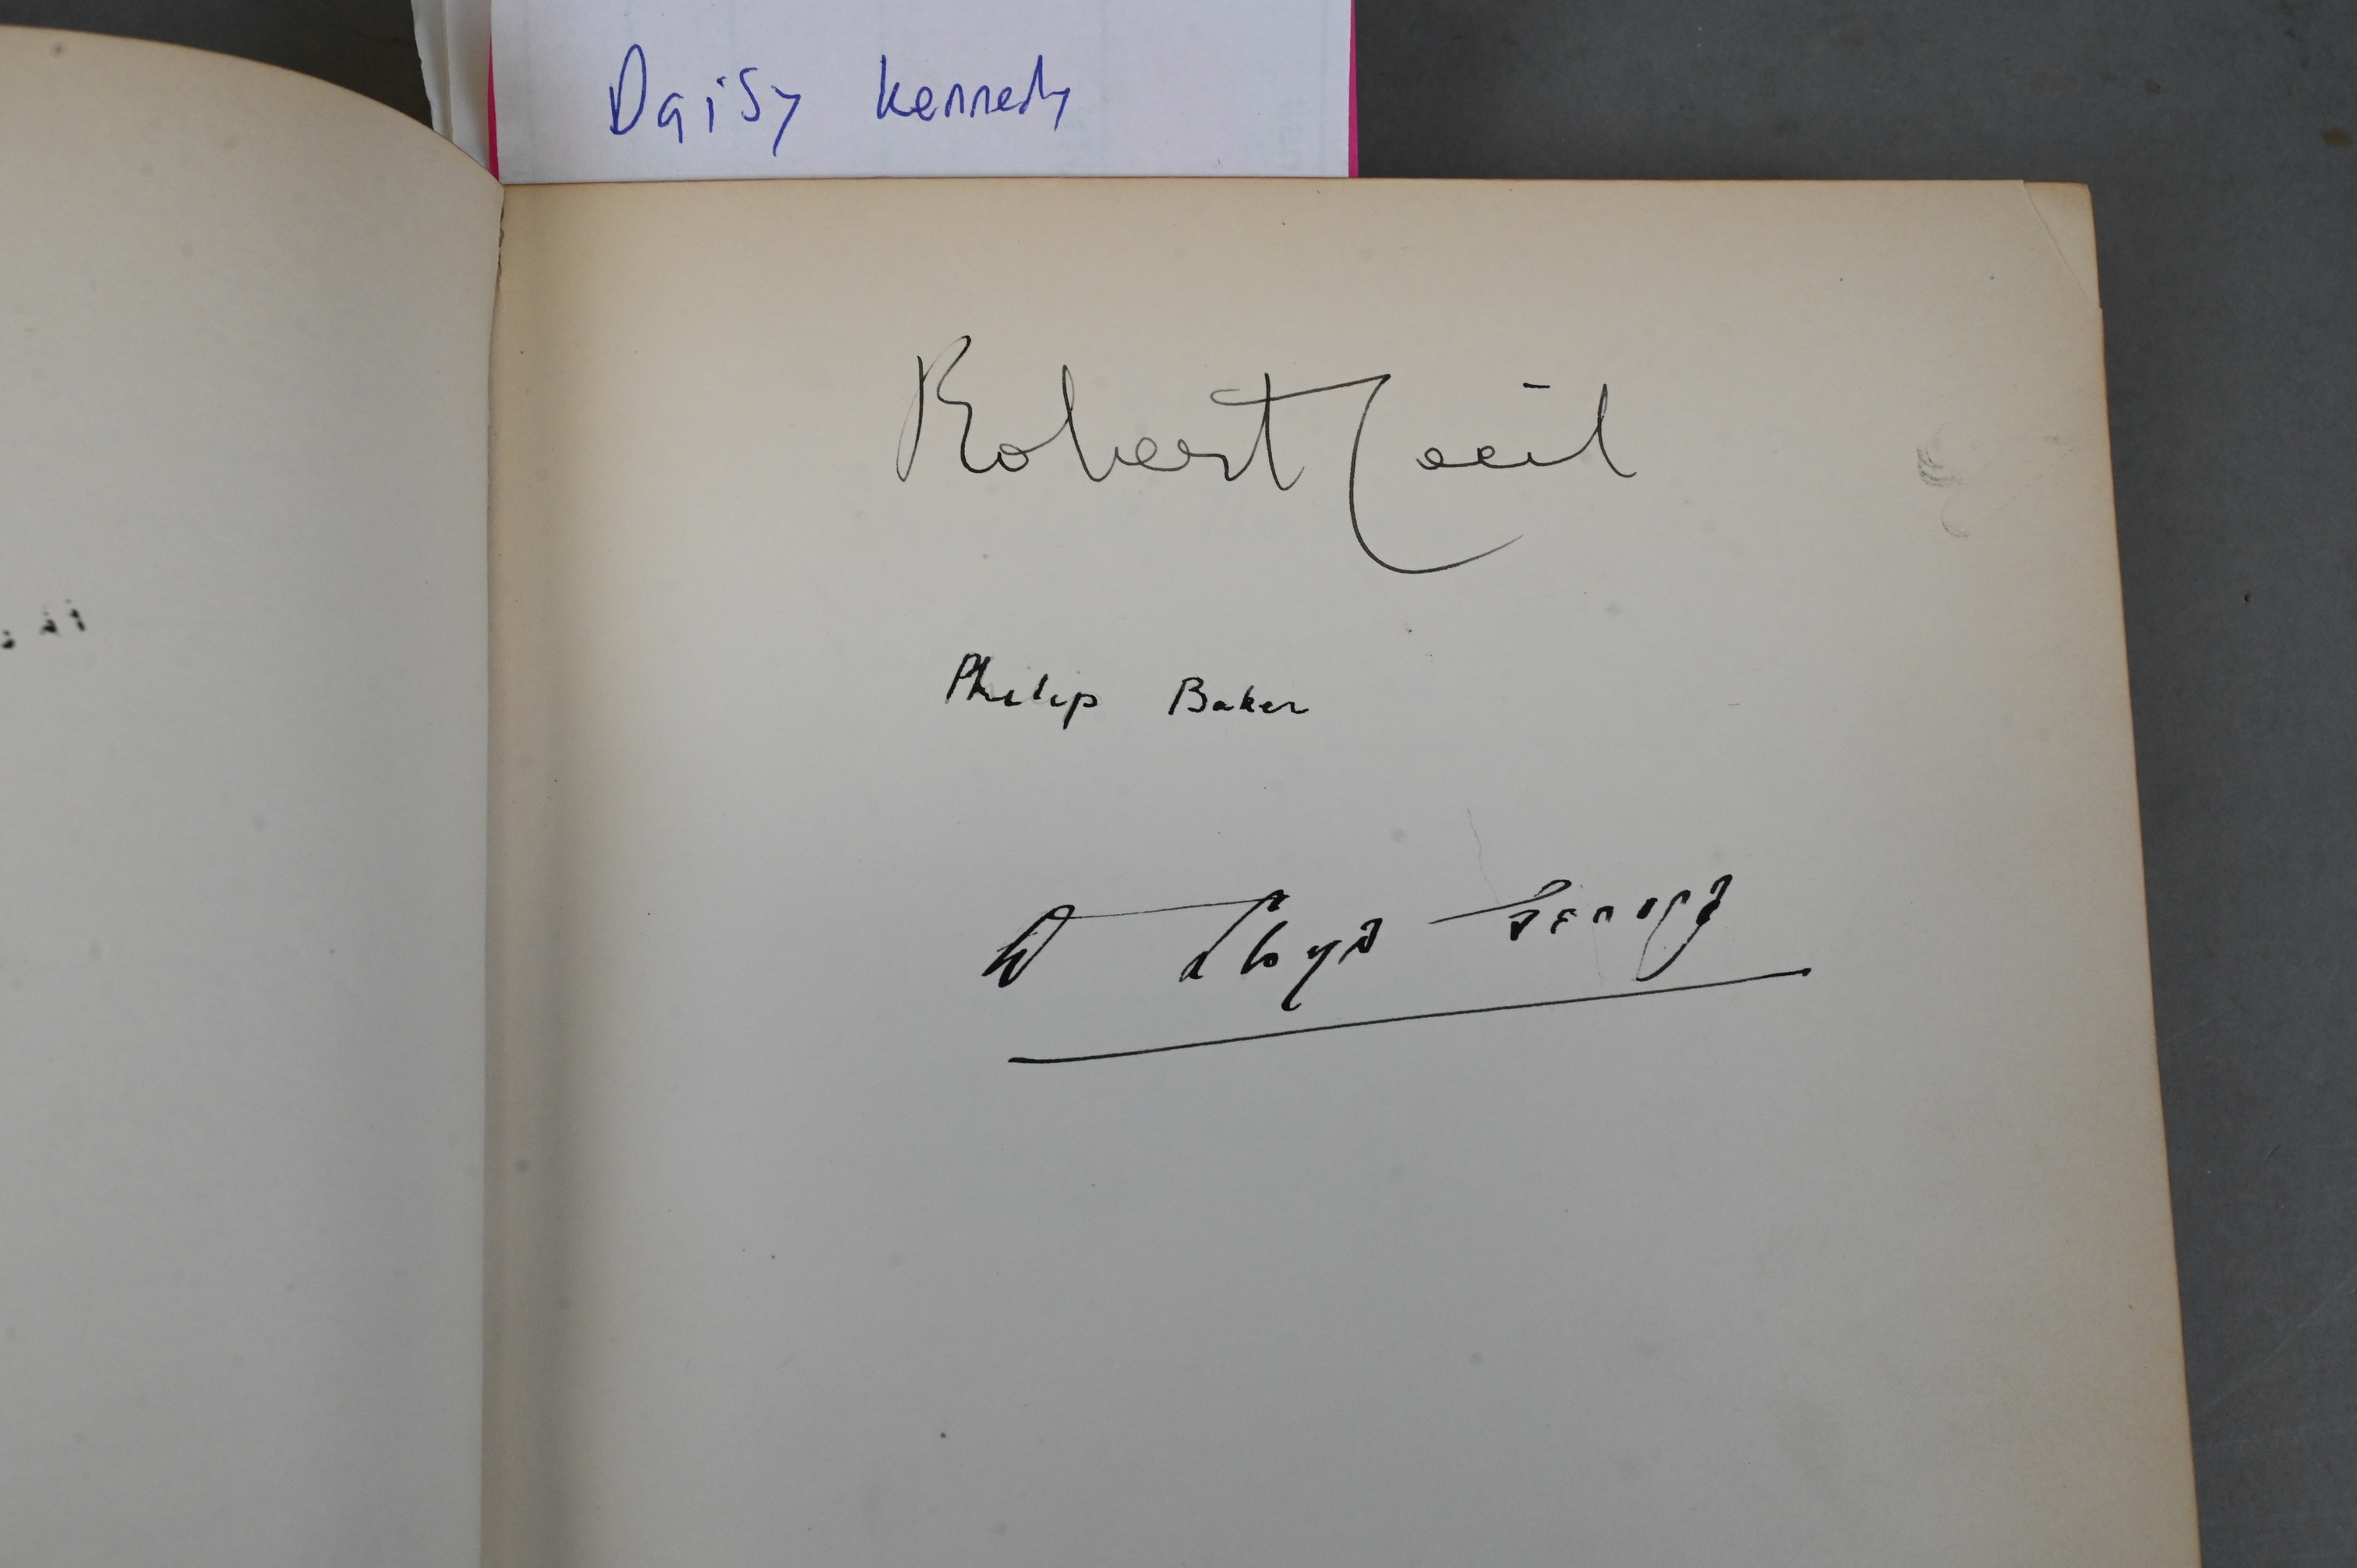 Daisy Kennedy
Robert Cecil
Philip Baker
D Lloyd George